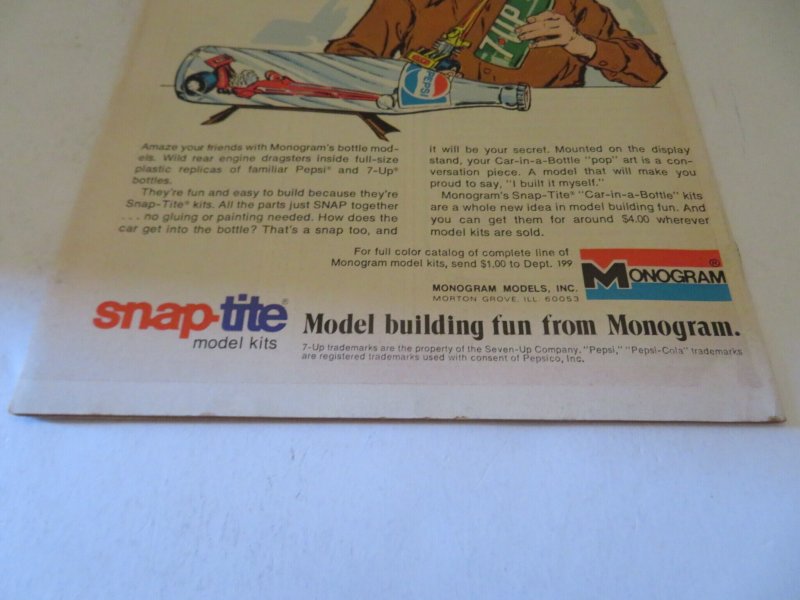 7UP
PEPSI
Amaze your friends with Monogram's bottle mod-
els. Wild rear engine dragsters inside full-size
plastic replicas of familiar Pepsi® and 7-Up®
bottles.
They're fun and easy to build because they're
Snap-Tite® kits. All the parts just SNAP together
. . . no gluing or painting needed. How does the
car get into the bottle? That's a snap too, and
it will be your secret. Mounted on the display
stand, your Car-in-a-Bottle "pop" art is a con-
versation piece. A model that will make you
proud to say, "I built it myself."
Monogram's Snap-Tite® "Car-in-a-Bottle" kits
are a whole new idea in model building fun. And
you can get them for around $4.00 wherever
model kits are sold.
For full color catalog of complete line of
Monogram model kits, send $1.00 to Dept. 199
MONOGRAM MODELS, INC.
MORTON GROVE, ILL. 60053
MONOGRAM®
snap-tite®
model kits
Model building fun from Monogram.
7-Up trademarks are the property of the Seven-Up Company. "Pepsi," "Pepsi-Cola" trademarks
are registered trademarks used with consent of Pepsico, Inc.